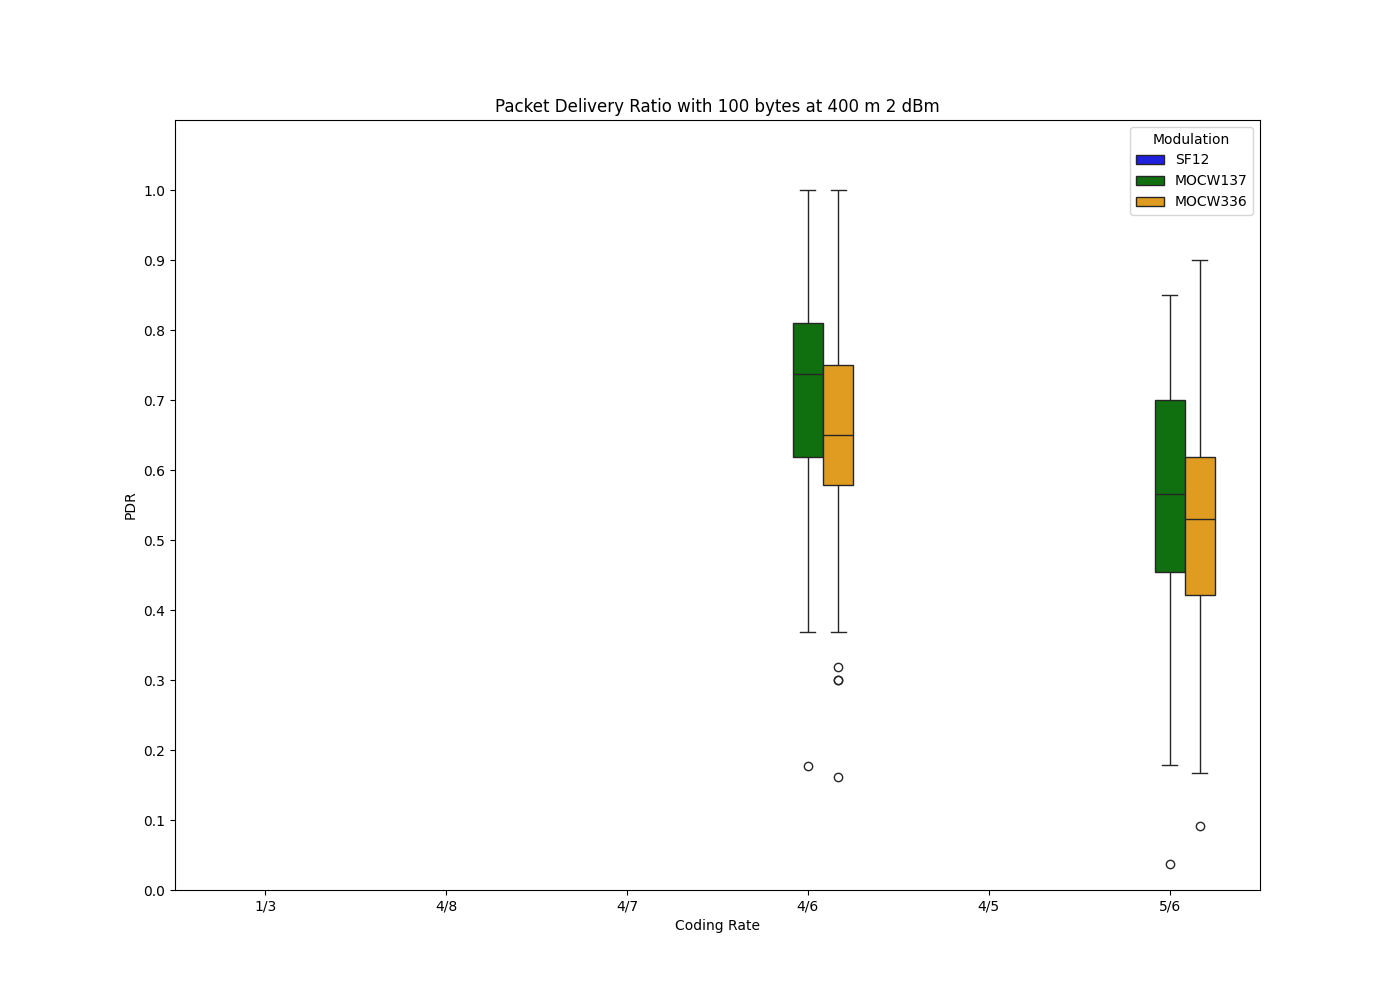 Packet Delivery Ratio with 100 bytes at 400 m 2 dBm
Modulation
SF12
MOCW137
MOCW336
1.0
0.9
0.8
0.7
0.6
0.5
0.4
0.3
0.2
0.1
0.0
PDR
1/3 4/8 4/7 4/6 4/5 5/6
Coding Rate